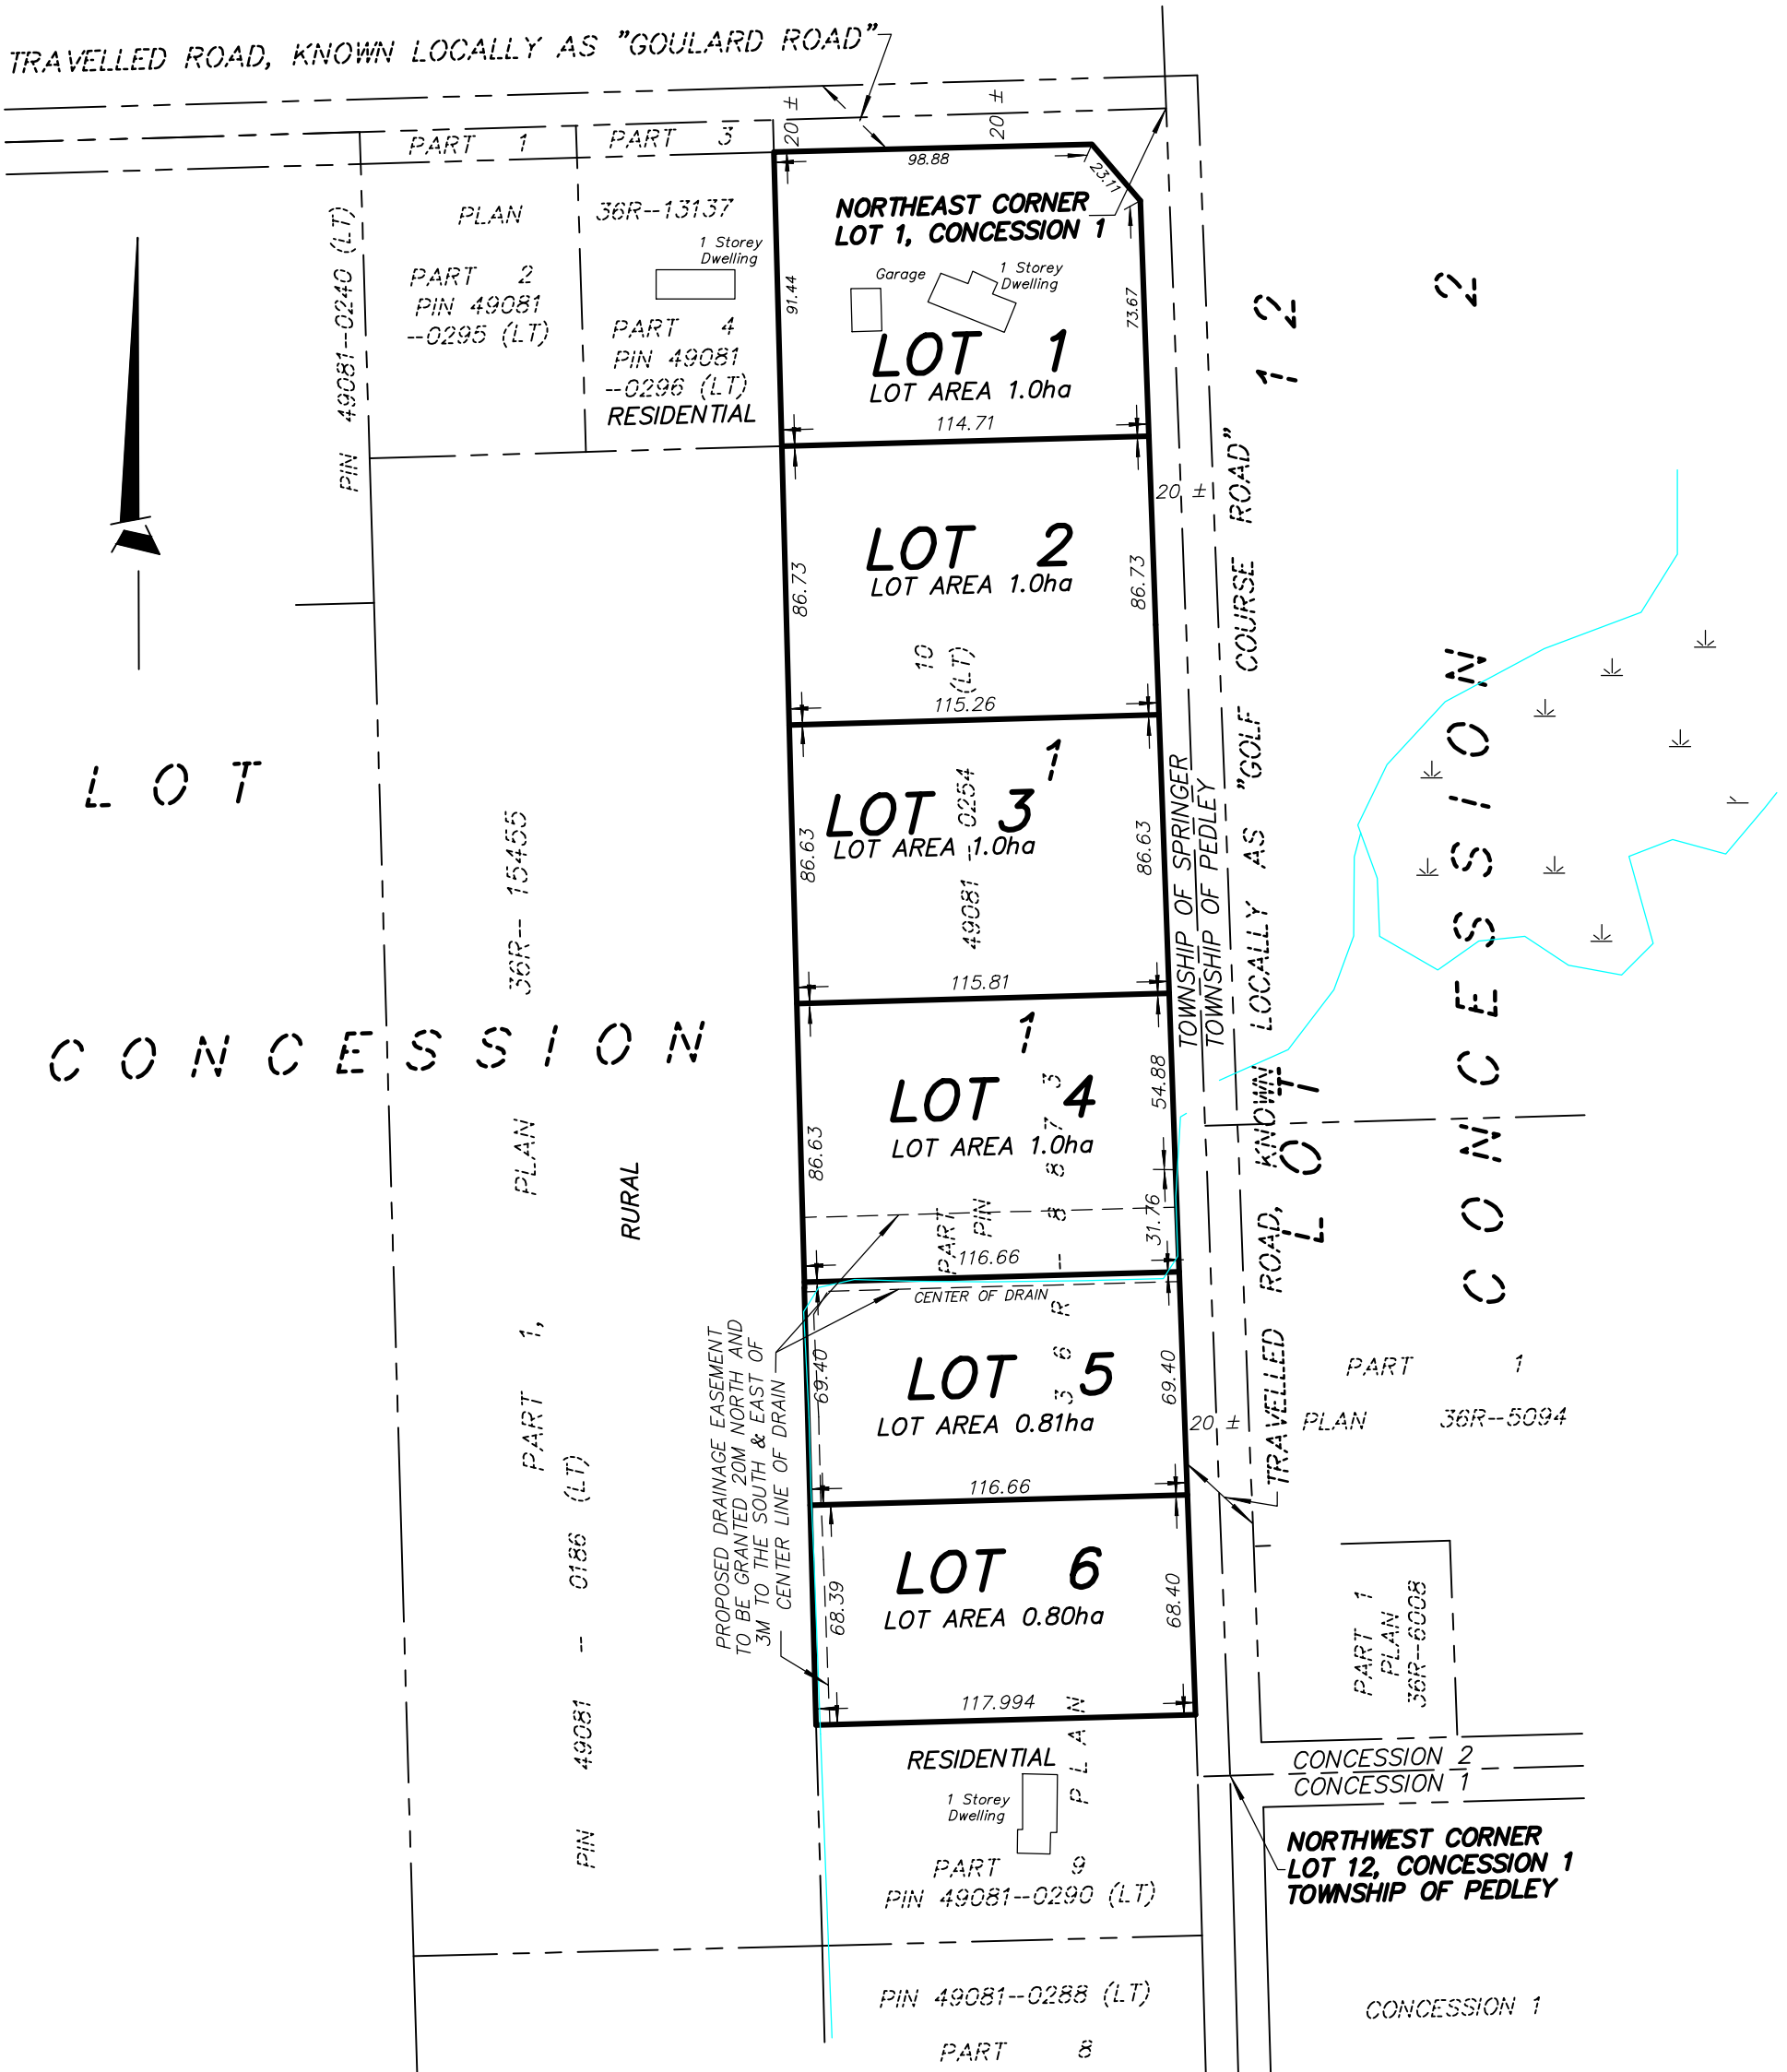 TRAVELLED ROAD, KNOWN LOCALLY AS "GOULARD ROAD"
PART 1
PART 3
20 ±
20 ±
98.88
23.11
PLAN 36R--13137
NORTHEAST CORNER
LOT 1, CONCESSION 1
PIN 49081--0240 (LT)
PART 2
PIN 49081
--0295 (LT)
1 Storey
Dwelling
PART 4
PIN 49081
--0296 (LT)
RESIDENTIAL
91.44
Garage
1 Storey
Dwelling
73.67
LOT 1
LOT AREA 1.0ha
114.71
12
2
20 ±
LOT 2
LOT AREA 1.0ha
86.73
86.73
10
(LT)
115.26
LOT
1
LOT 3
LOT AREA 1.0ha
86.63
86.63
49081 -- 0254
115.81
TOWNSHIP OF SPRINGER
TOWNSHIP OF PEDLEY
TRAVELLED ROAD, KNOWN LOCALLY AS "GOLF COURSE ROAD"
LOT
CONCESSION
CONCESSION
1
PART 1, PLAN 36R-- 15455
PIN 49081 -- 0186 (LT)
RURAL
LOT 4
LOT AREA 1.0ha
86.63
54.88
31.76
PART
PIN
PLAN 36R -- 8873
116.66
CENTER OF DRAIN
PROPOSED DRAINAGE EASEMENT
TO BE GRANTED 20M NORTH AND
3M TO THE SOUTH & EAST OF
CENTER LINE OF DRAIN
LOT 5
LOT AREA 0.81ha
69.40
69.40
20 ±
116.66
PART 1
PLAN 36R--5094
LOT 6
LOT AREA 0.80ha
68.39
68.40
117.994
PART 1
PLAN
36R--6008
RESIDENTIAL
1 Storey
Dwelling
CONCESSION 2
CONCESSION 1
NORTHWEST CORNER
LOT 12, CONCESSION 1
TOWNSHIP OF PEDLEY
PART 9
PIN 49081--0290 (LT)
PIN 49081--0288 (LT)
PART 8
CONCESSION 1